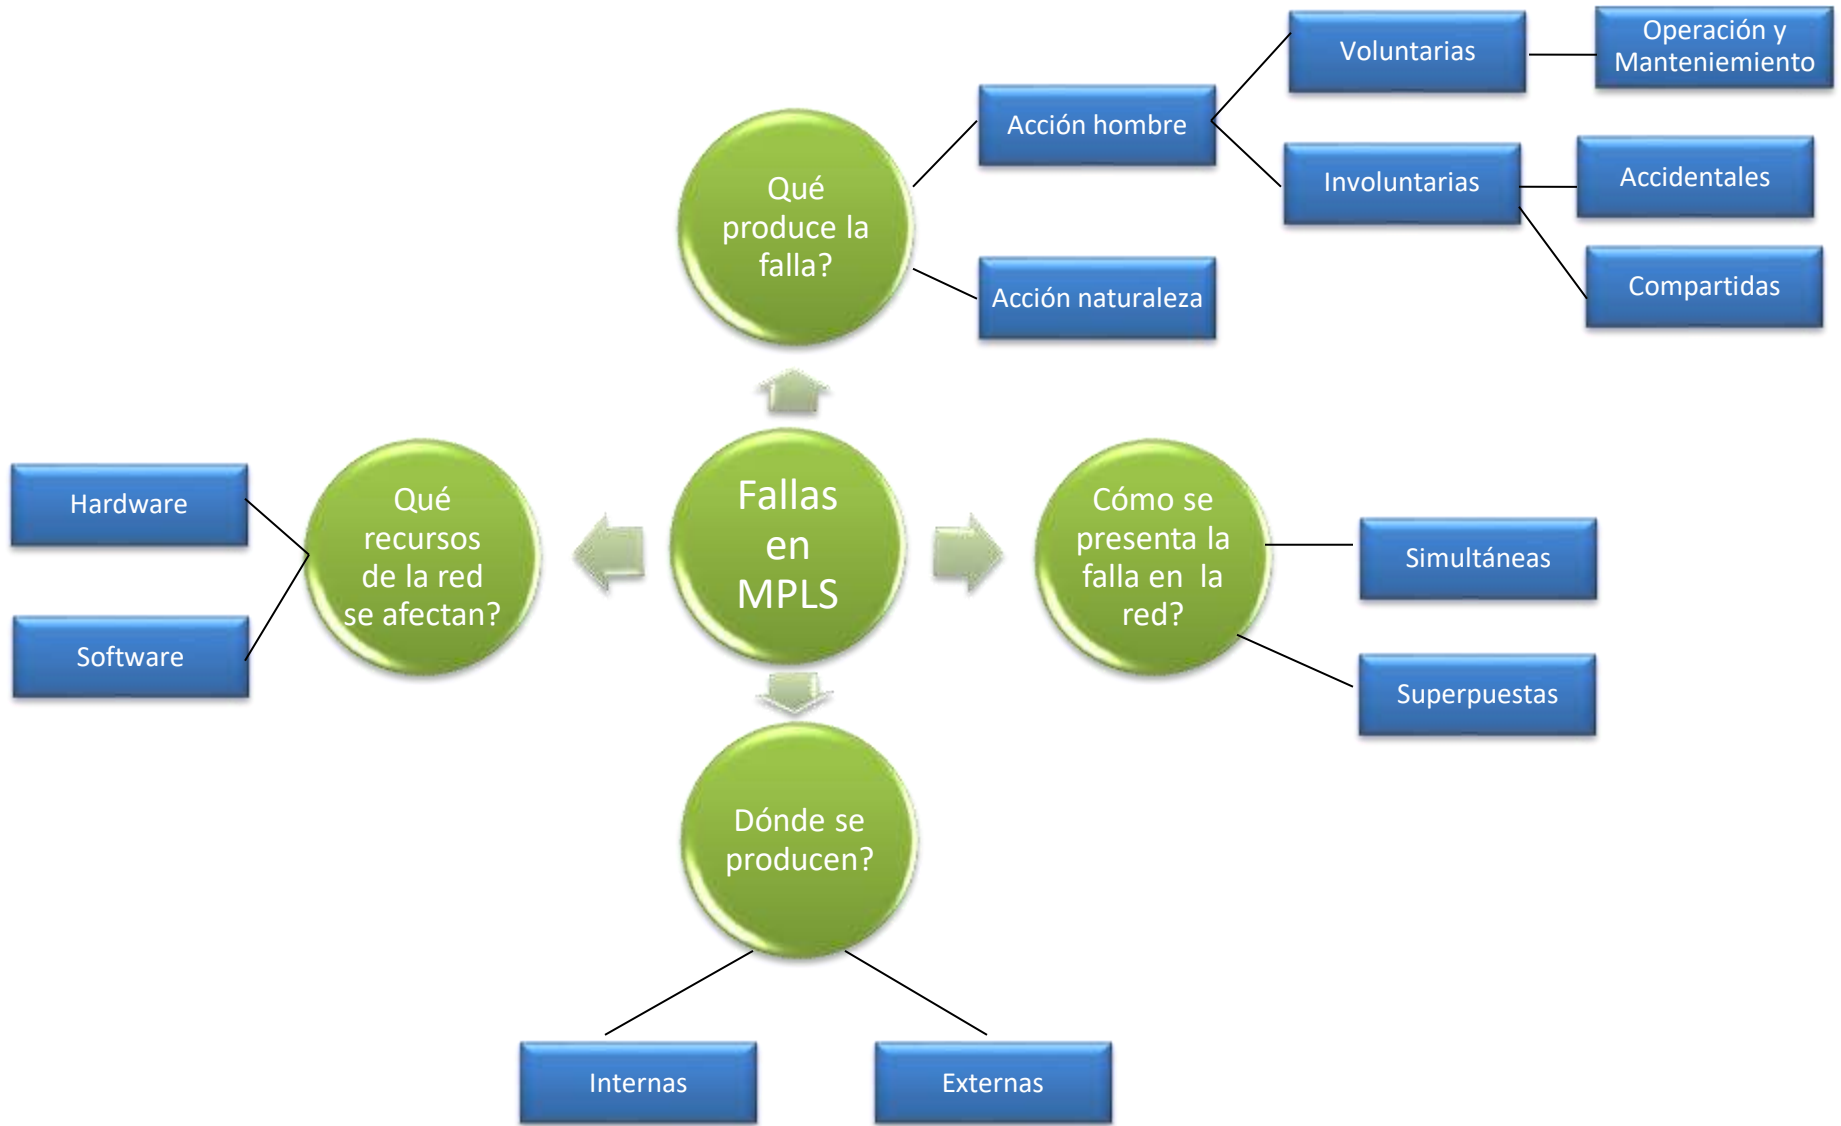 Operación y
Manteniemiento
Voluntarias
Acción hombre
Involuntarias
Accidentales
Qué
produce la
falla?
Compartidas
Acción naturaleza
Hardware
Software
Qué
recursos
de la red
se afectan?
Fallas
en
MPLS
Cómo se
presenta la
falla en  la
red?
Simultáneas
Superpuestas
Dónde se
producen?
Internas
Externas